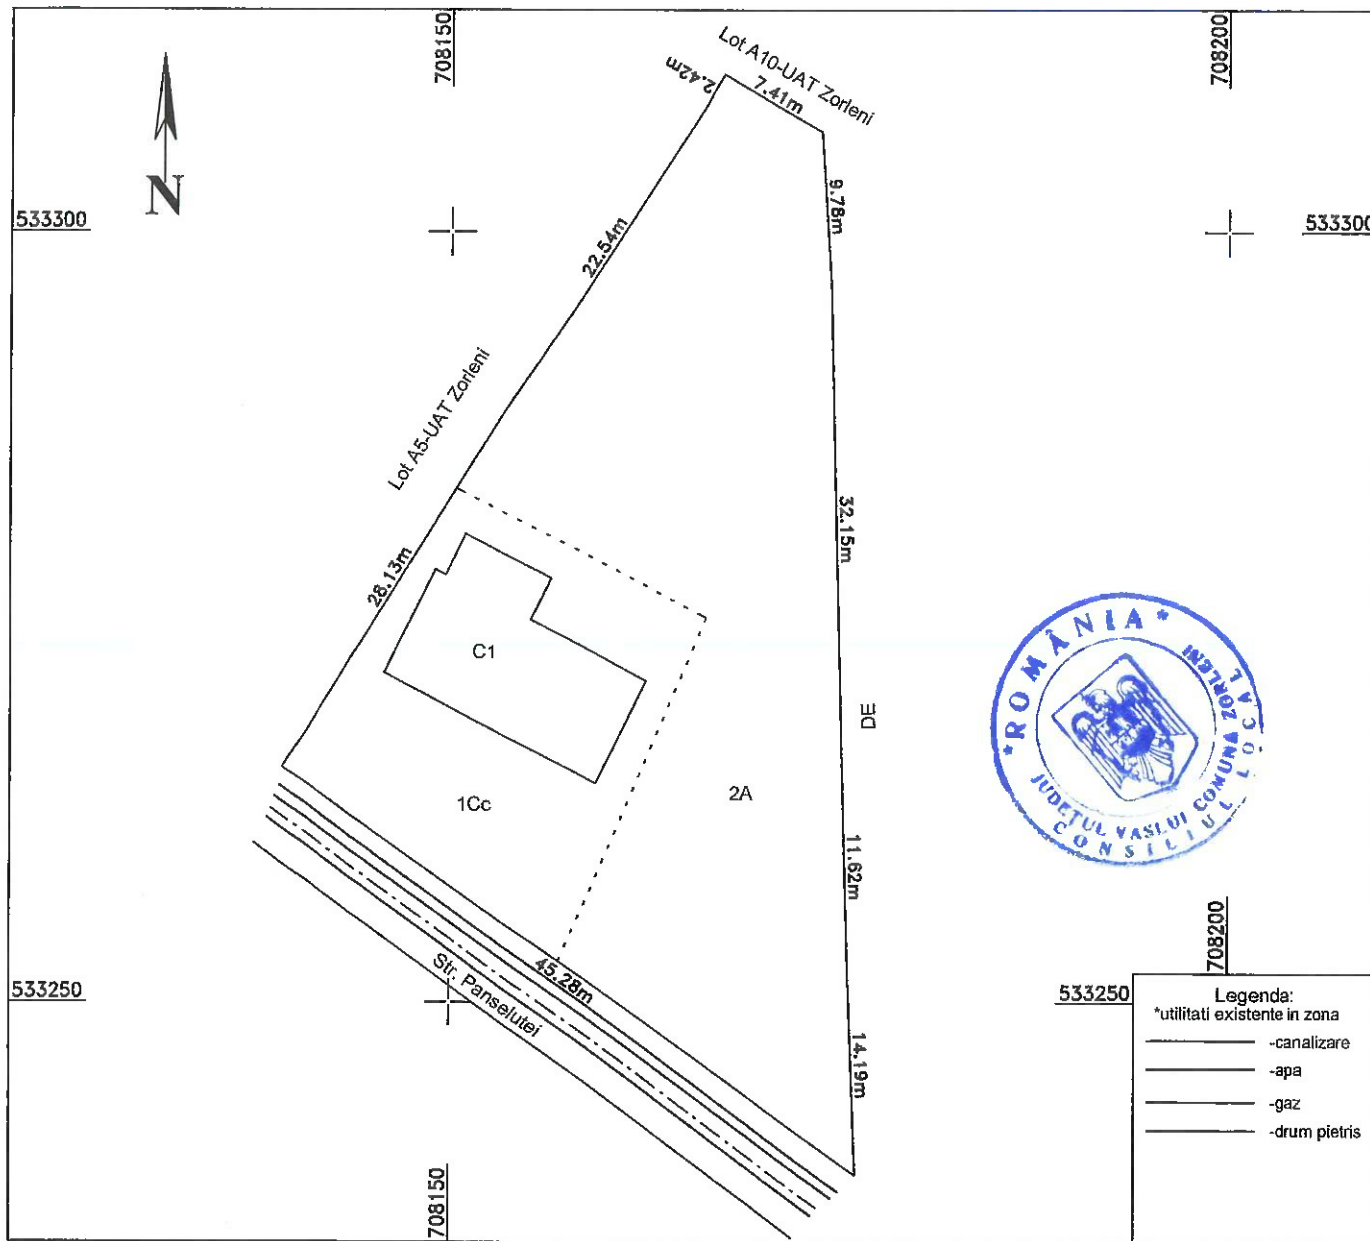 708150
708200
Lot A10-UAT Zorleni
2.42m
7.41m
N
9.78m
533300
533300
22.54m
Lot A5-UAT Zorleni
32.15m
28.13m
C1
DE
*ROMÂNIA*
JUDEȚUL VASLUI COMUNA ZORLENI
CONSILIUL LOCAL
1Cc
2A
11.62m
45.28m
Str. Panselutei
14.19m
533250
533250
708200
708150
Legenda:
*utilitati existente in zona
-canalizare
-apa
-gaz
-drum pietris